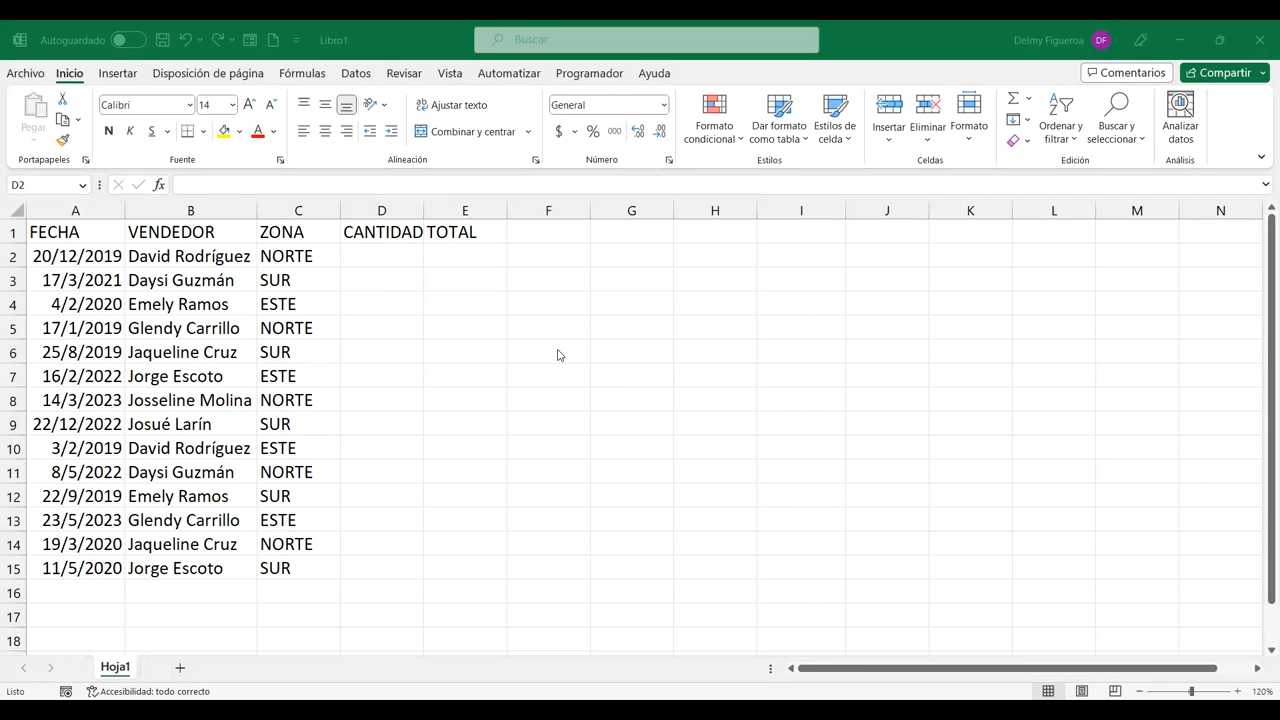 Autoguardado
Libro1
Buscar
Delmy Figueroa
DF
Archivo Inicio Insertar Disposición de página Fórmulas Datos Revisar Vista Automatizar Programador Ayuda
Comentarios
Compartir
Pegar
Calibri
14
Ajustar texto
General
N K S
Combinar y centrar
$ % 000
Formato condicional
Dar formato como tabla
Estilos de celda
Insertar
Eliminar
Formato
Ordenar y filtrar
Buscar y seleccionar
Analizar datos
Portapapeles
Fuente
Alineación
Número
Estilos
Celdas
Edición
Análisis
D2
fx
A B C D E F G H I J K L M N
1 FECHA VENDEDOR ZONA CANTIDAD TOTAL
2 20/12/2019 David Rodríguez NORTE
3 17/3/2021 Daysi Guzmán SUR
4 4/2/2020 Emely Ramos ESTE
5 17/1/2019 Glendy Carrillo NORTE
6 25/8/2019 Jaqueline Cruz SUR
7 16/2/2022 Jorge Escoto ESTE
8 14/3/2023 Josseline Molina NORTE
9 22/12/2022 Josué Larín SUR
10 3/2/2019 David Rodríguez ESTE
11 8/5/2022 Daysi Guzmán NORTE
12 22/9/2019 Emely Ramos SUR
13 23/5/2023 Glendy Carrillo ESTE
14 19/3/2020 Jaqueline Cruz NORTE
15 11/5/2020 Jorge Escoto SUR
16
17
18
Hoja1
Listo
Accesibilidad: todo correcto
120%